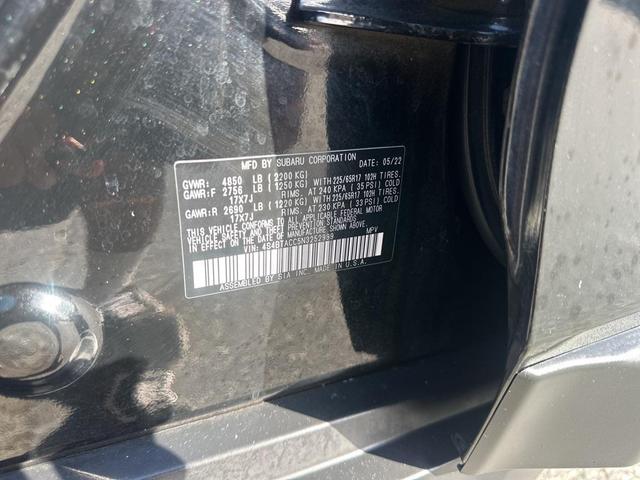 MFD BY SUBARU CORPORATION DATE: 05/22
GVWR: 4850 LB (2200 KG)
GAWR:F 2756 LB (1250 KG) WITH 225/65R17 102H TIRES.
17X7J RIMS. AT 240 KPA (35 PSI) COLD
GAWR:R 2690 LB (1220 KG) WITH 225/65R17 102H TIRES.
17X7J RIMS. AT 230 KPA (33 PSI) COLD
THIS VEHICLE CONFORMS TO ALL APPLICABLE FEDERAL MOTOR
VEHICLE SAFETY AND THEFT PREVENTION STANDARDS
IN EFFECT ON THE DATE OF MANUFACTURE SHOWN ABOVE.
VIN: 4S4BTACC5N3252999 MPV
ASSEMBLED BY SIA INC. MADE IN U.S.A.